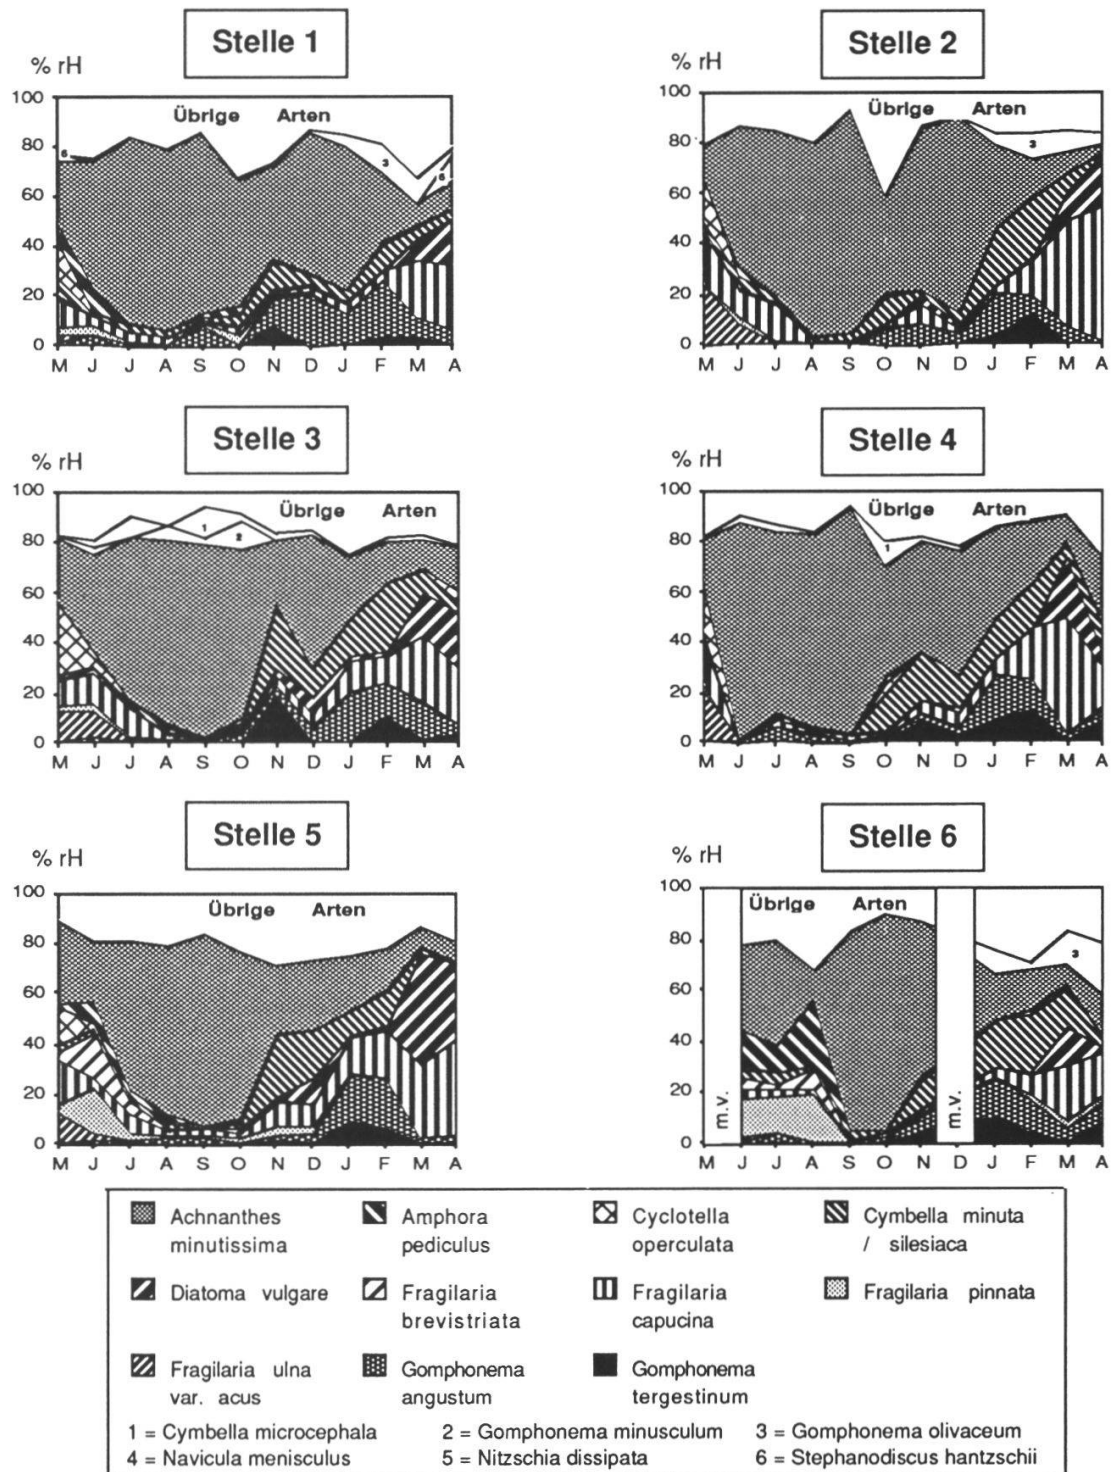 Stelle 1
% rH
100
80
60
40
20
0
Übrige Arten
6
3
6
M J J A S O N D J F M A
Stelle 2
% rH
100
80
60
40
20
0
Übrige Arten
3
M J J A S O N D J F M A
Stelle 3
% rH
100
80
60
40
20
0
Übrige Arten
1
2
M J J A S O N D J F M A
Stelle 4
% rH
100
80
60
40
20
0
Übrige Arten
1
M J J A S O N D J F M A
Stelle 5
% rH
100
80
60
40
20
0
Übrige Arten
M J J A S O N D J F M A
Stelle 6
% rH
100
80
60
40
20
0
Übrige Arten
m.v.
m.v.
3
M J J A S O N D J F M A
Achnanthes
minutissima
Amphora
pediculus
Cyclotella
operculata
Cymbella minuta
/ silesiaca
Diatoma vulgare
Fragilaria
brevistriata
Fragilaria
capucina
Fragilaria pinnata
Fragilaria ulna
var. acus
Gomphonema
angustum
Gomphonema
tergestinum
1 = Cymbella microcephala 2 = Gomphonema minusculum 3 = Gomphonema olivaceum
4 = Navicula menisculus 5 = Nitzschia dissipata 6 = Stephanodiscus hantzschii